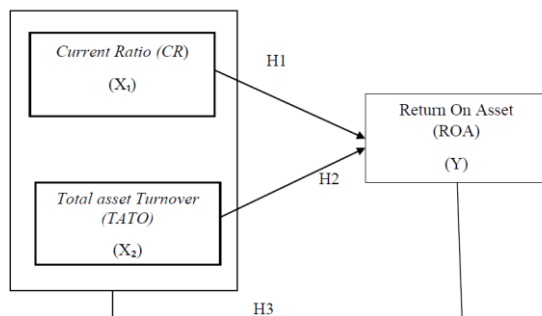 Current Ratio (CR)
(X₁)
H1
Return On Asset
(ROA)
(Y)
H2
Total asset Turnover
(TATO)
(X₂)
H3